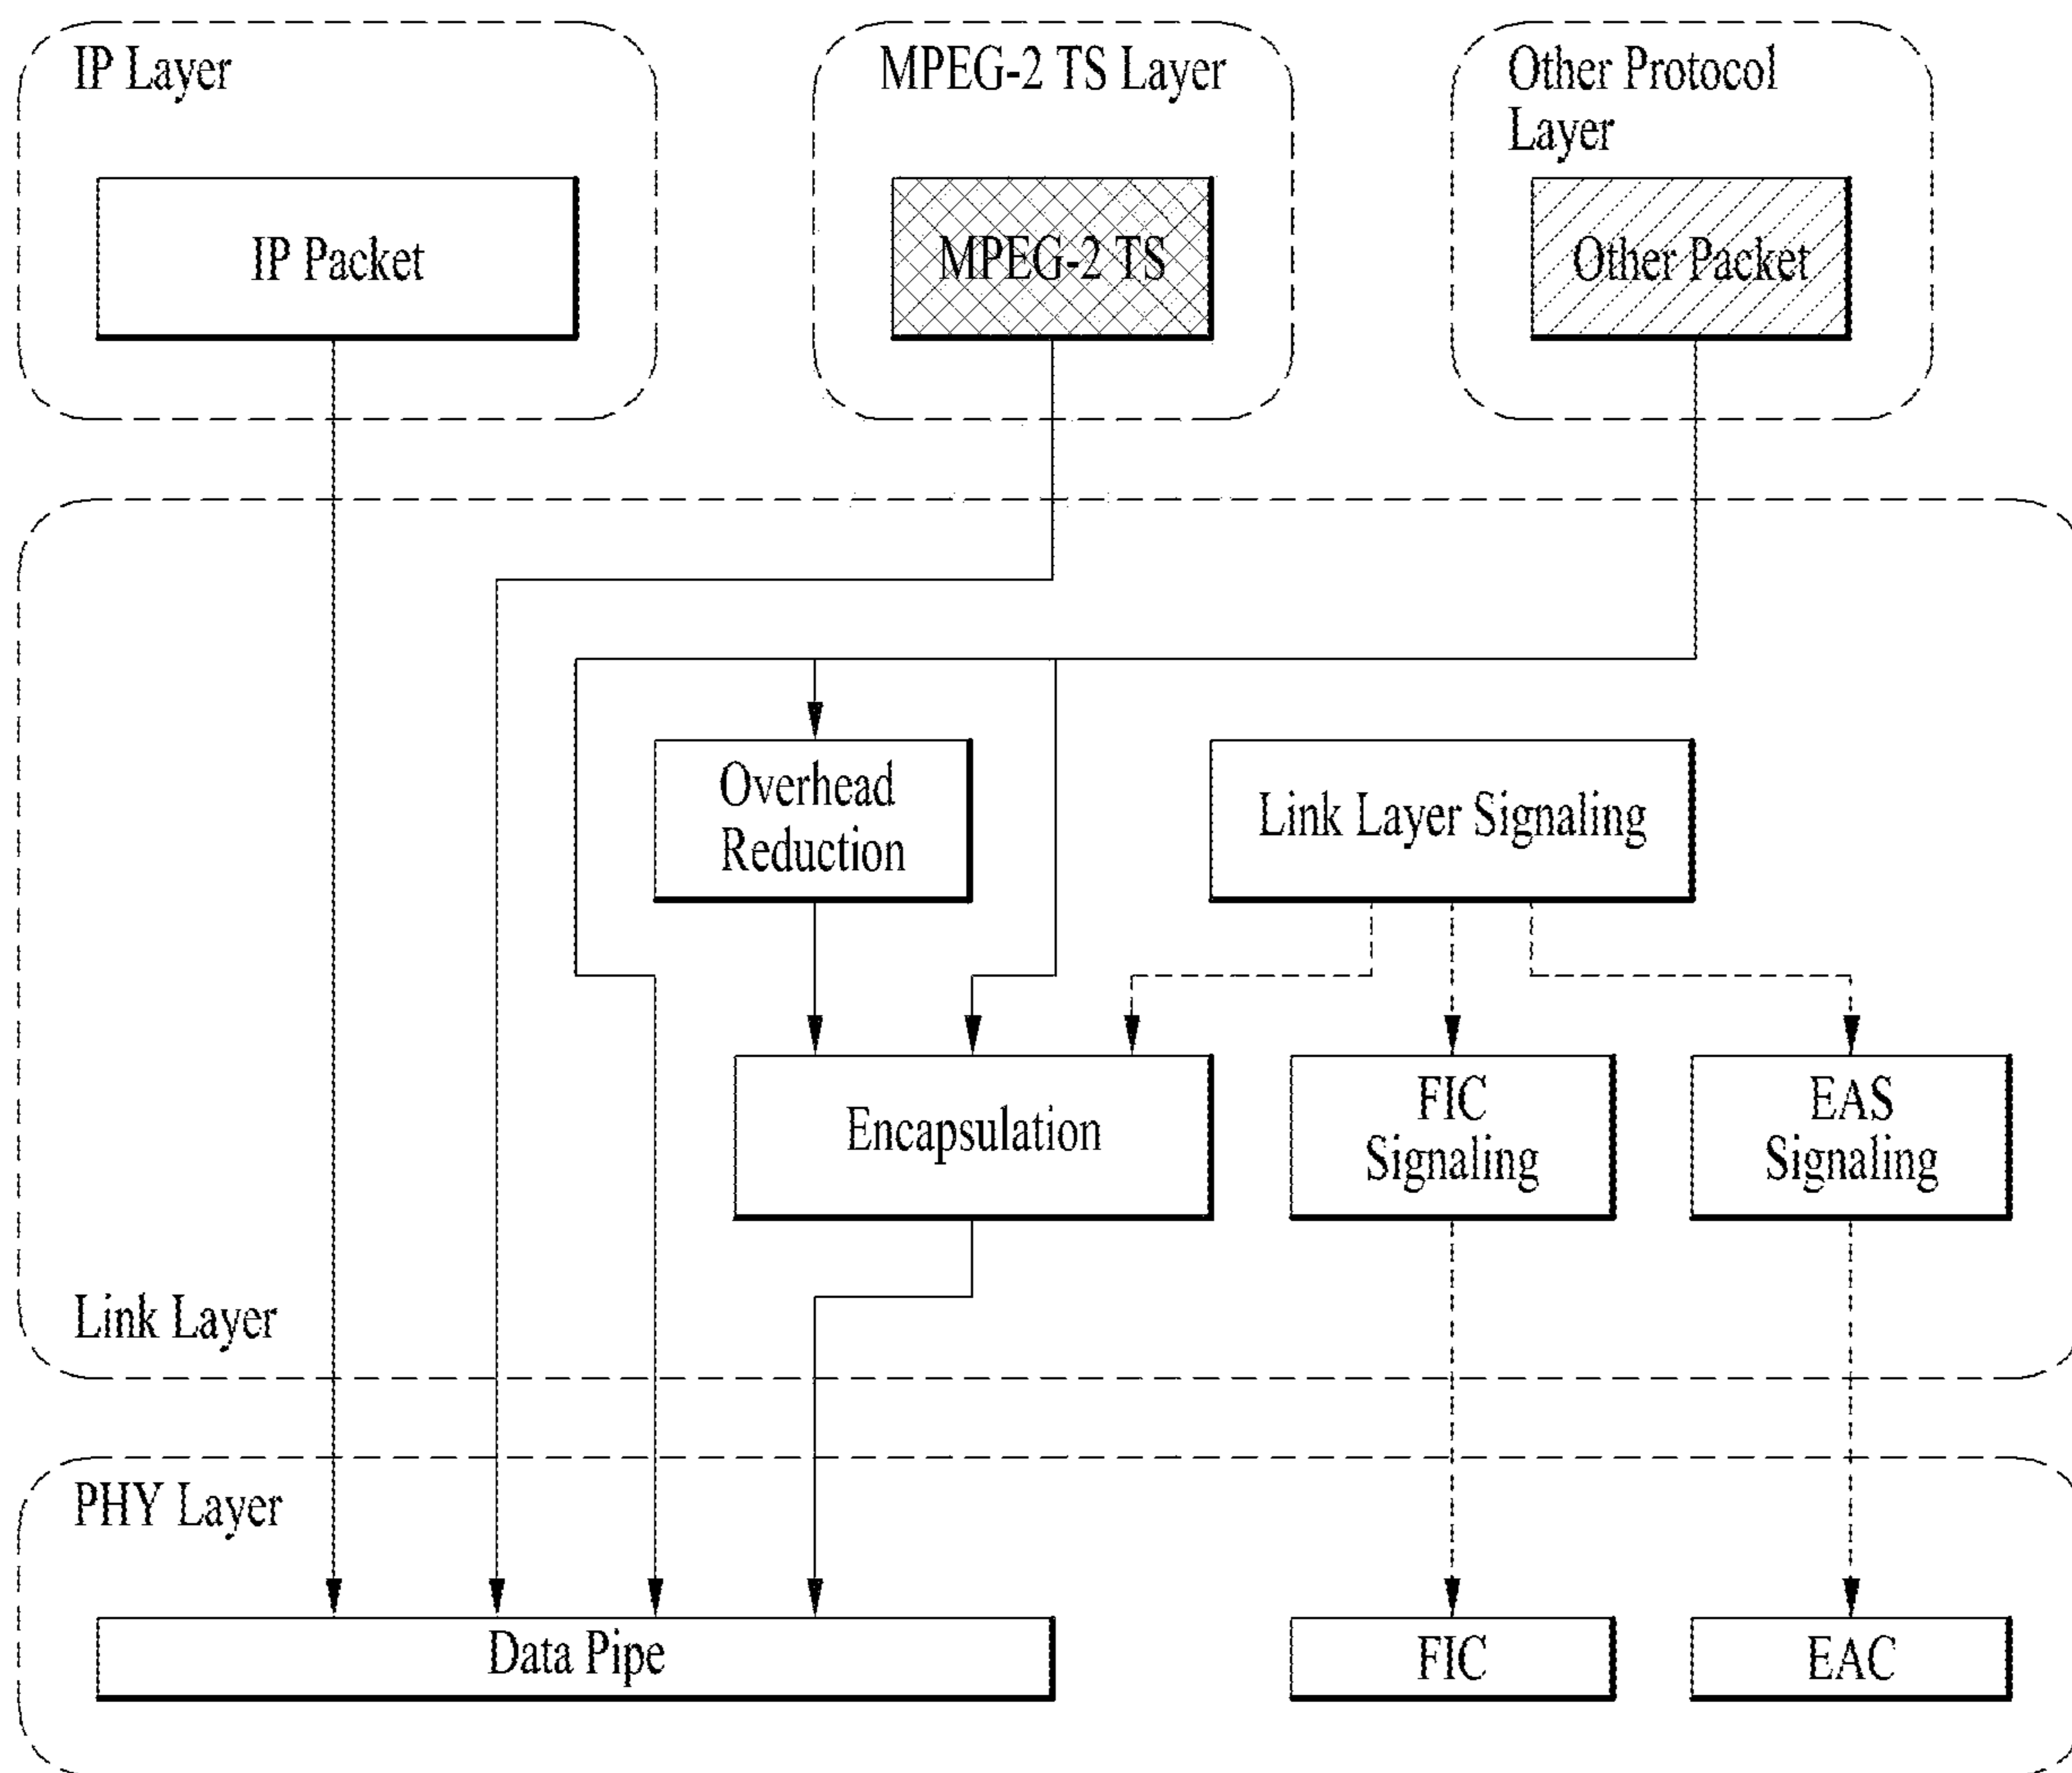 IP Layer
MPEG-2 TS Layer
Other Protocol
Layer
IP Packet
MPEG-2 TS
Other Packet
Overhead
Reduction
Link Layer Signaling
Encapsulation
FIC
Signaling
EAS
Signaling
Link Layer
PHY Layer
Data Pipe
FIC
EAC